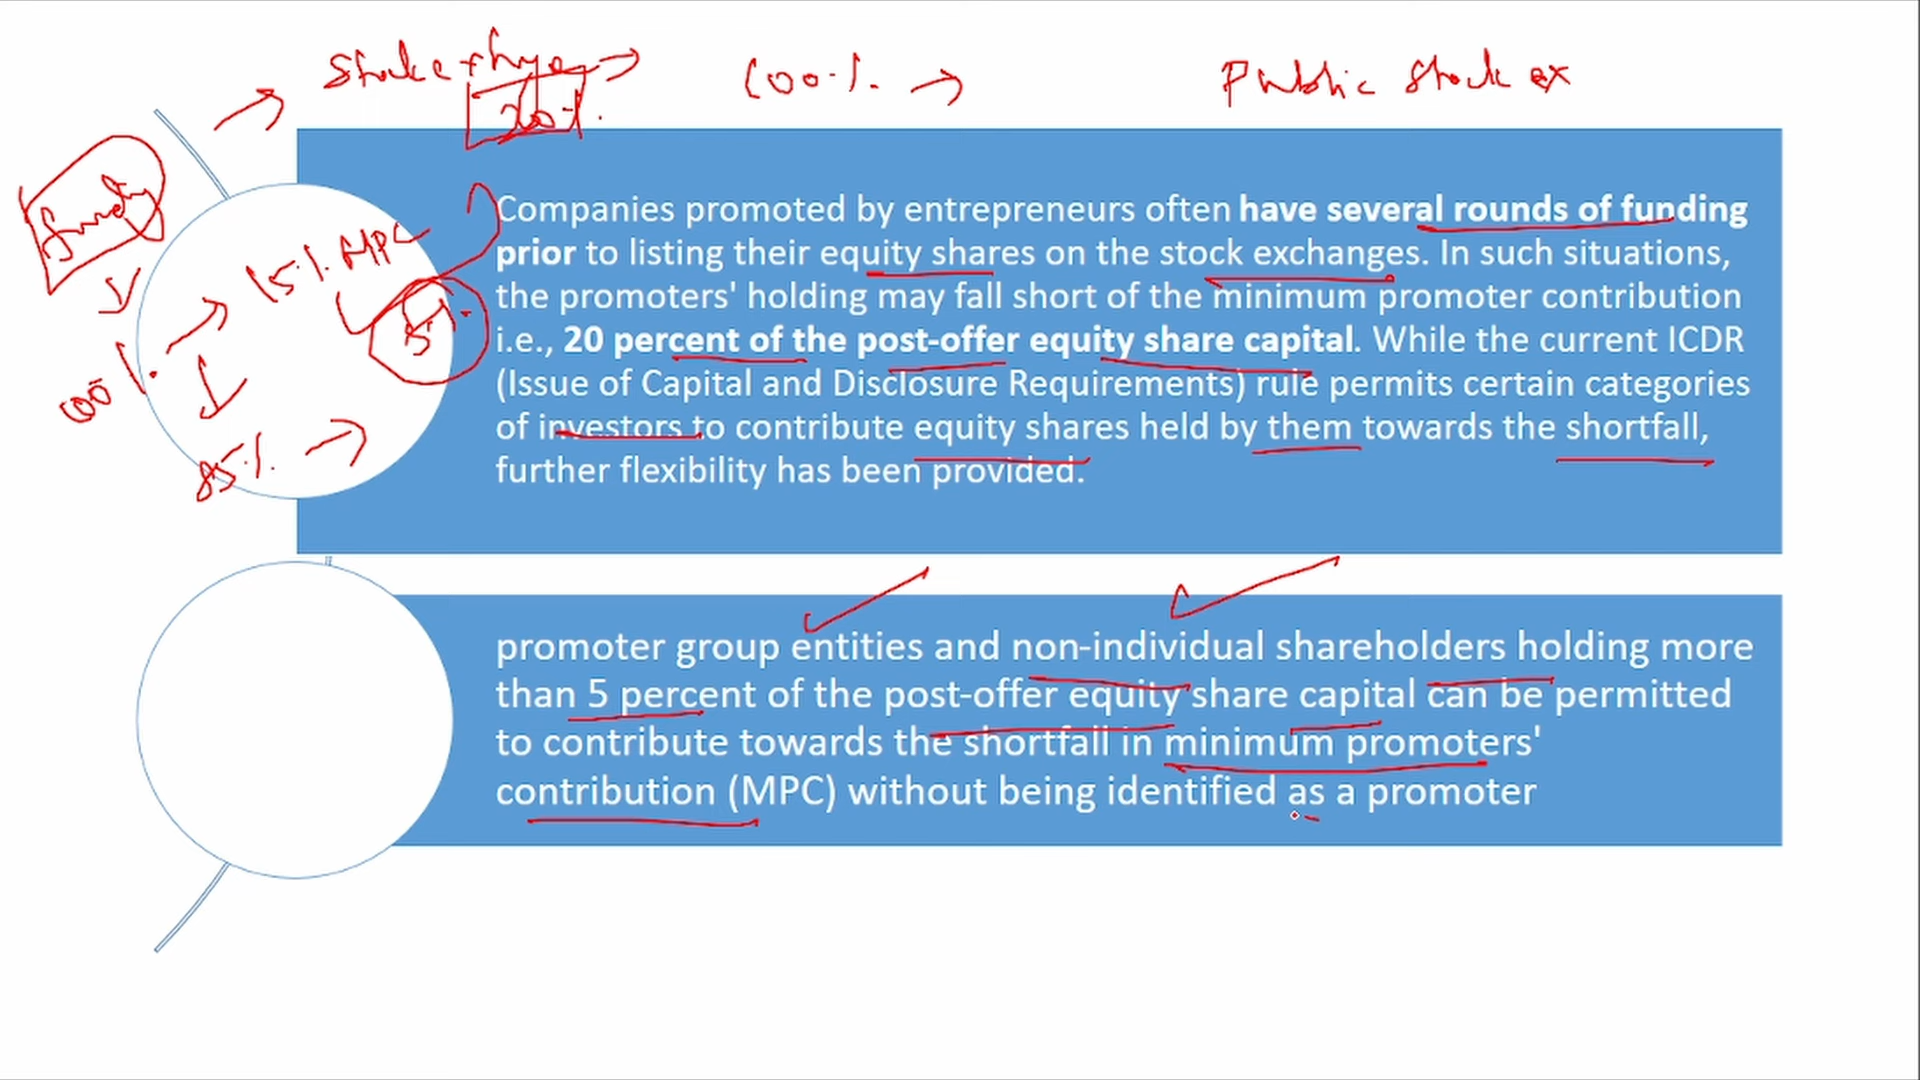 100%.
Public Stock ex
20%.
Companies promoted by entrepreneurs often have several rounds of funding
prior to listing their equity shares on the stock exchanges. In such situations,
the promoters' holding may fall short of the minimum promoter contribution
i.e., 20 percent of the post-offer equity share capital. While the current ICDR
(Issue of Capital and Disclosure Requirements) rule permits certain categories
of investors to contribute equity shares held by them towards the shortfall,
further flexibility has been provided.
15%. MPC
5%.
100%.
85%.
promoter group entities and non-individual shareholders holding more
than 5 percent of the post-offer equity share capital can be permitted
to contribute towards the shortfall in minimum promoters'
contribution (MPC) without being identified as a promoter